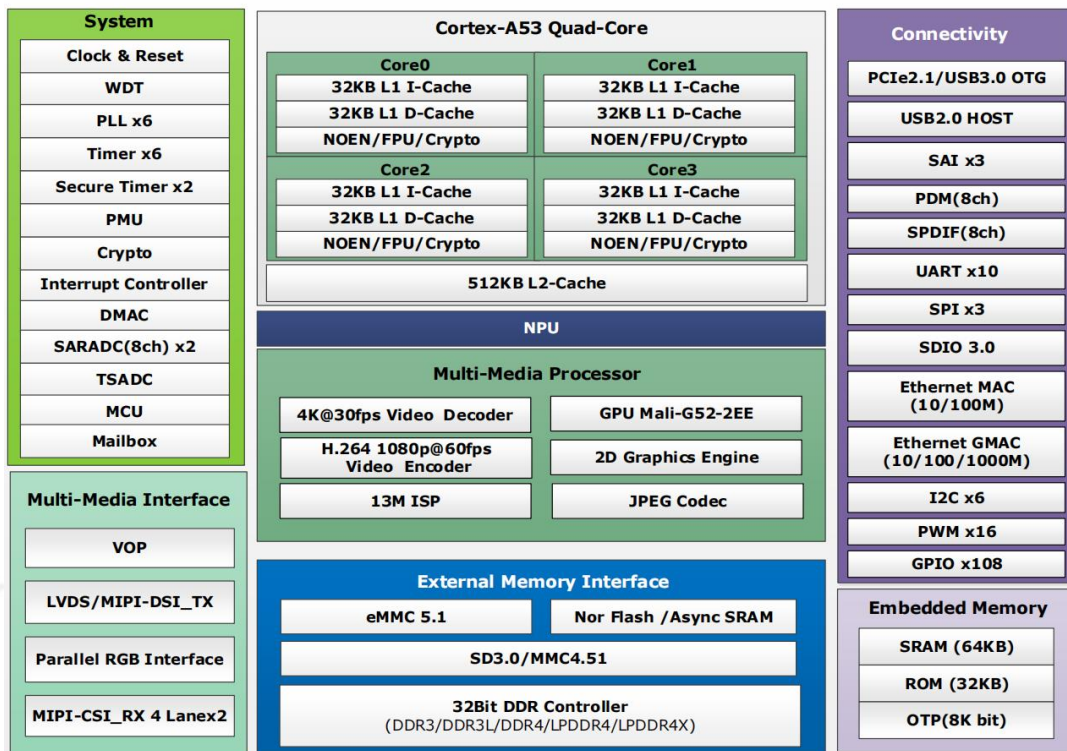 System
Clock & Reset
WDT
PLL x6
Timer x6
Secure Timer x2
PMU
Crypto
Interrupt Controller
DMAC
SARADC(8ch) x2
TSADC
MCU
Mailbox
Multi-Media Interface
VOP
LVDS/MIPI-DSI_TX
Parallel RGB Interface
MIPI-CSI_RX 4 Lanex2
Cortex-A53 Quad-Core
Core0
32KB L1 I-Cache
32KB L1 D-Cache
NOEN/FPU/Crypto
Core1
32KB L1 I-Cache
32KB L1 D-Cache
NOEN/FPU/Crypto
Core2
32KB L1 I-Cache
32KB L1 D-Cache
NOEN/FPU/Crypto
Core3
32KB L1 I-Cache
32KB L1 D-Cache
NOEN/FPU/Crypto
512KB L2-Cache
NPU
Multi-Media Processor
4K@30fps Video Decoder
GPU Mali-G52-2EE
H.264 1080p@60fps
Video Encoder
2D Graphics Engine
13M ISP
JPEG Codec
External Memory Interface
eMMC 5.1
Nor Flash /Async SRAM
SD3.0/MMC4.51
32Bit DDR Controller
(DDR3/DDR3L/DDR4/LPDDR4/LPDDR4X)
Connectivity
PCIe2.1/USB3.0 OTG
USB2.0 HOST
SAI x3
PDM(8ch)
SPDIF(8ch)
UART x10
SPI x3
SDIO 3.0
Ethernet MAC
(10/100M)
Ethernet GMAC
(10/100/1000M)
I2C x6
PWM x16
GPIO x108
Embedded Memory
SRAM (64KB)
ROM (32KB)
OTP(8K bit)